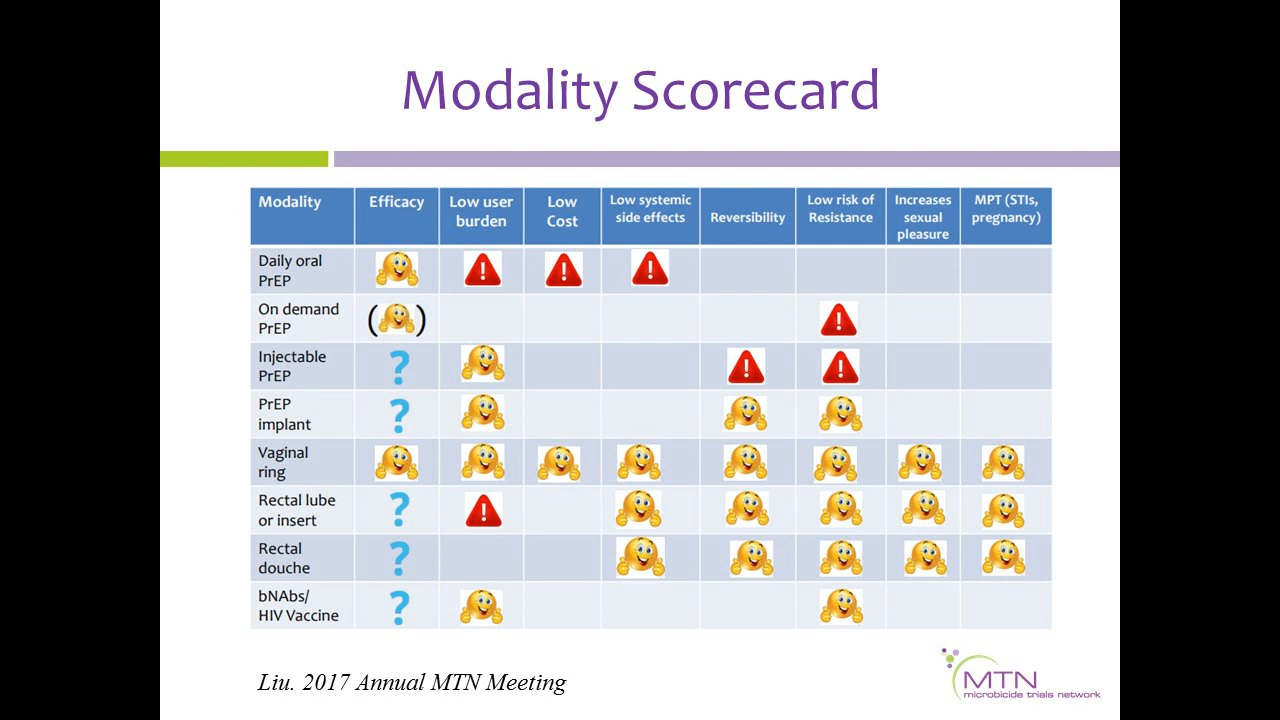 Modality Scorecard
Modality
Efficacy
Low user
burden
Low
Cost
Low systemic
side effects
Reversibility
Low risk of
Resistance
Increases
sexual
pleasure
MPT (STIs,
pregnancy)
Daily oral
PrEP
! ! !
On demand
PrEP
( )
!
Injectable
PrEP
? ! !
PrEP
implant
?
Vaginal
ring
Rectal lube
or insert
? !
Rectal
douche
?
bNAbs/
HIV Vaccine
?
Liu. 2017 Annual MTN Meeting
MTN
microbicide trials network